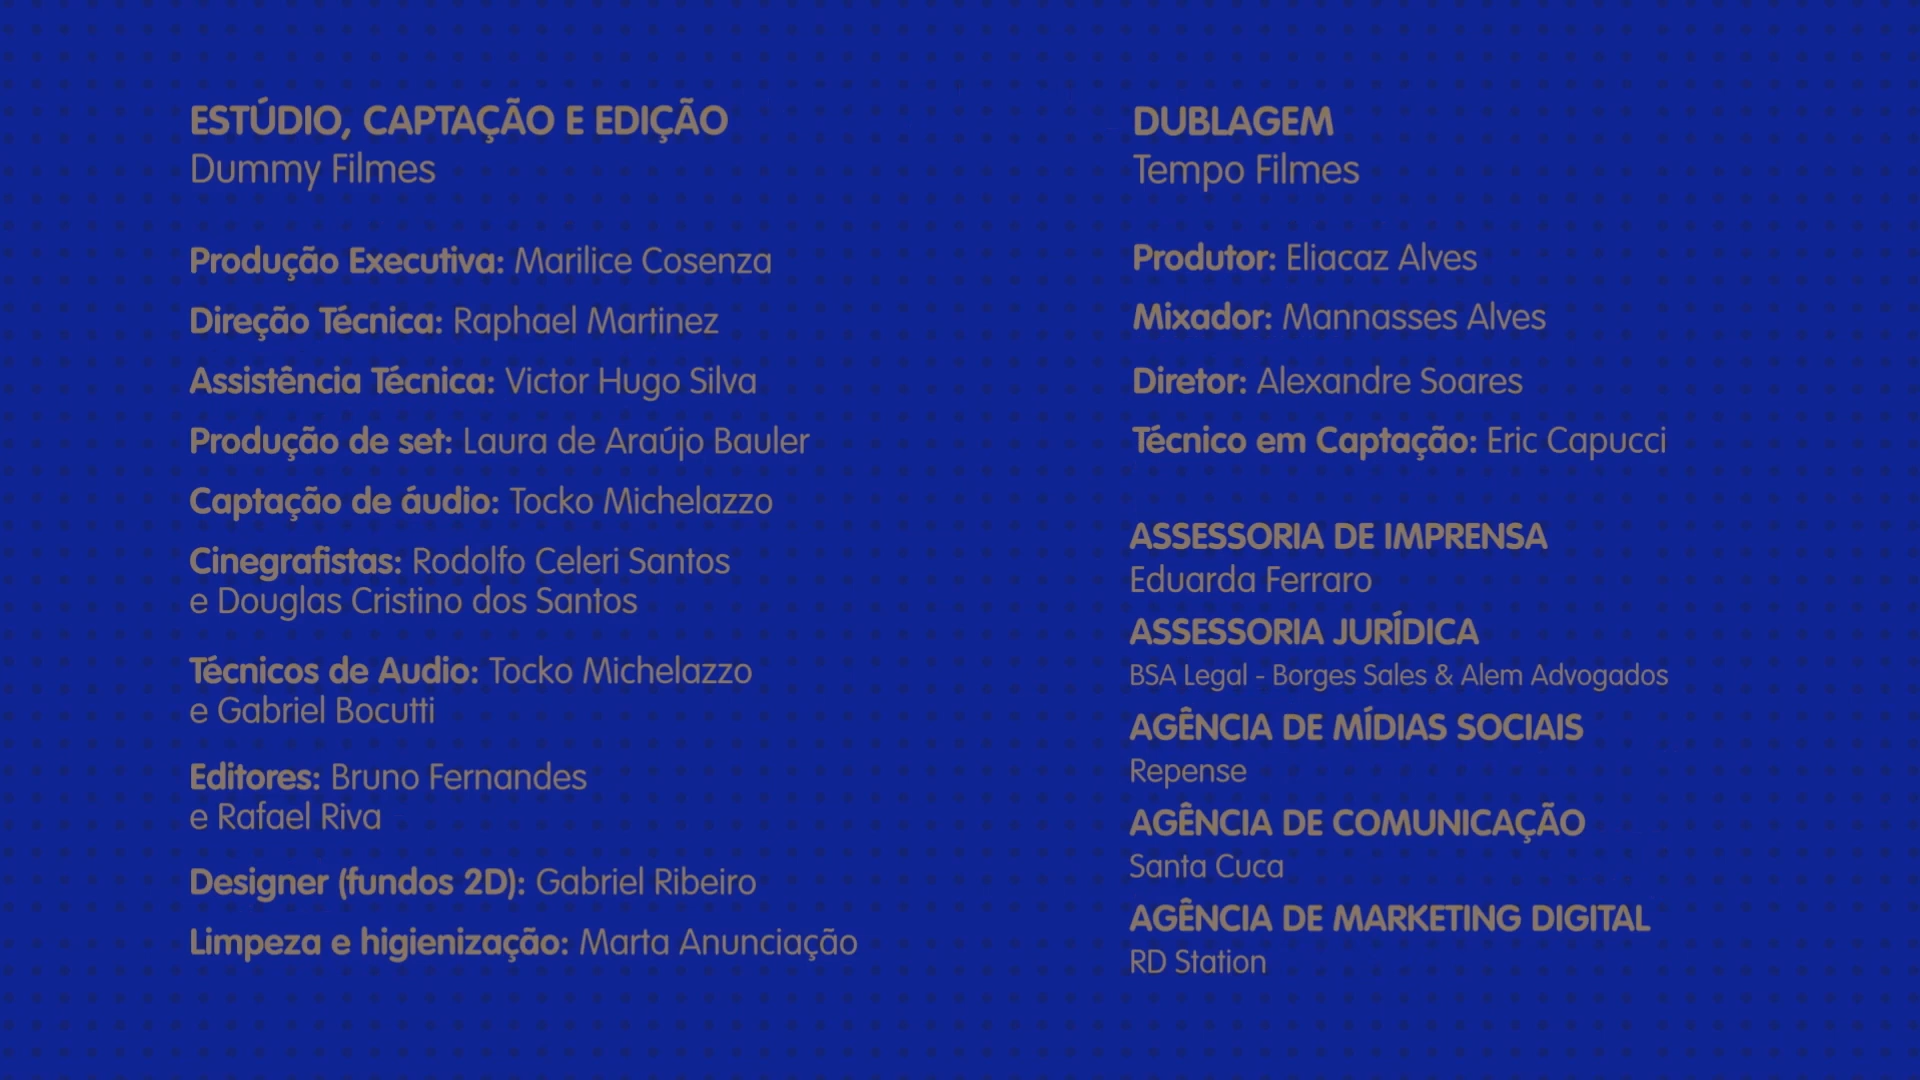 ESTÚDIO, CAPTAÇÃO E EDIÇÃO
Dummy Filmes
Produção Executiva: Marilice Cosenza
Direção Técnica: Raphael Martinez
Assistência Técnica: Victor Hugo Silva
Produção de set: Laura de Araújo Bauler
Captação de áudio: Tocko Michelazzo
Cinegrafistas: Rodolfo Celeri Santos
e Douglas Cristino dos Santos
Técnicos de Audio: Tocko Michelazzo
e Gabriel Bocutti
Editores: Bruno Fernandes
e Rafael Riva
Designer (fundos 2D): Gabriel Ribeiro
Limpeza e higienização: Marta Anunciação
DUBLAGEM
Tempo Filmes
Produtor: Eliacaz Alves
Mixador: Mannasses Alves
Diretor: Alexandre Soares
Técnico em Captação: Eric Capucci
ASSESSORIA DE IMPRENSA
Eduarda Ferraro
ASSESSORIA JURÍDICA
BSA Legal - Borges Sales & Alem Advogados
AGÊNCIA DE MÍDIAS SOCIAIS
Repense
AGÊNCIA DE COMUNICAÇÃO
Santa Cuca
AGÊNCIA DE MARKETING DIGITAL
RD Station